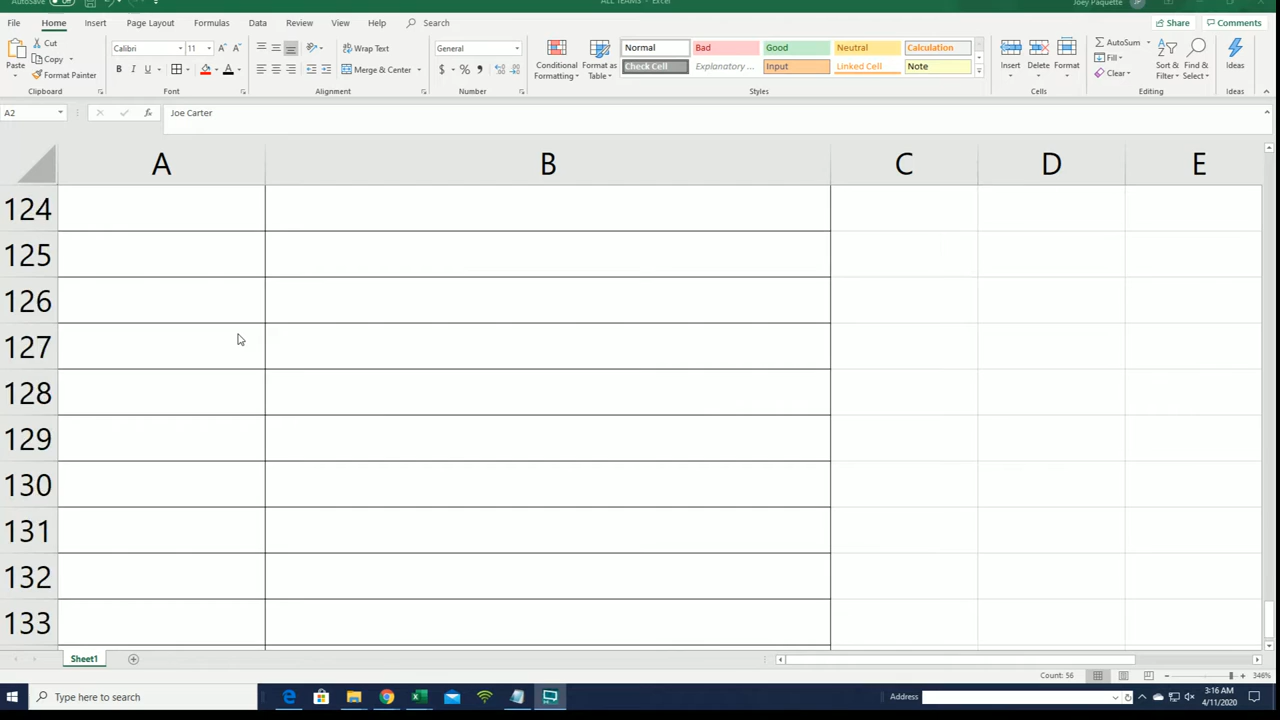 AutoSave
ALL TEAMS - Excel
Joey Paquette
JP
File Home Insert Page Layout Formulas Data Review View Help Search
Share Comments
Paste
Cut
Copy
Format Painter
Clipboard
Calibri 11 A A
B I U A
Font
Wrap Text
Merge & Center
Alignment
General
$ % ,
Number
Conditional
Formatting
Format as
Table
Normal Bad Good Neutral Calculation
Check Cell Explanatory ... Input Linked Cell Note
Styles
Insert Delete Format
Cells
AutoSum
Fill
Clear
Sort &
Filter
Find &
Select
Editing
Ideas
Ideas
A2 fx Joe Carter
A B C D E
124
125
126
127
128
129
130
131
132
133
Sheet1
Count: 56 346%
Type here to search
Address
3:16 AM
4/11/2020